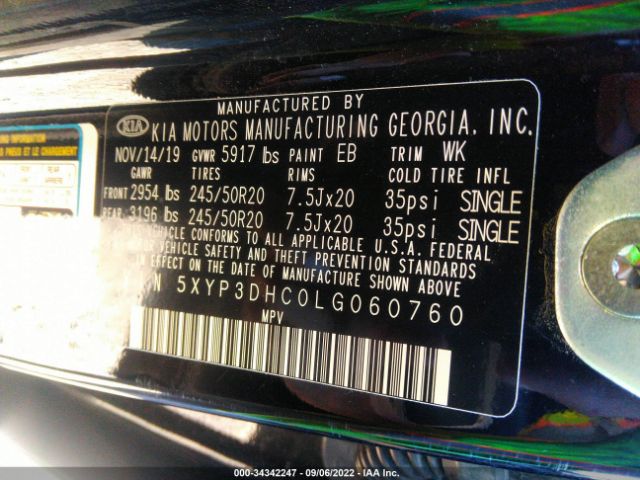 MANUFACTURED BY
KIA KIA MOTORS MANUFACTURING GEORGIA, INC.
NOV/14/19 GVWR 5917 lbs PAINT EB TRIM WK
GAWR TIRES RIMS COLD TIRE INFL
FRONT 2954 lbs 245/50R20 7.5Jx20 35psi SINGLE
REAR 3196 lbs 245/50R20 7.5Jx20 35psi SINGLE
VEHICLE CONFORMS TO ALL APPLICABLE U.S.A. FEDERAL
VEHICLE SAFETY AND THEFT PREVENTION STANDARDS
IN EFFECT ON THE DATE OF MANUFACTURE SHOWN ABOVE
N 5XYP3DHC0LG060760
MPV
000-34342247 - 09/06/2022 - IAA Inc.